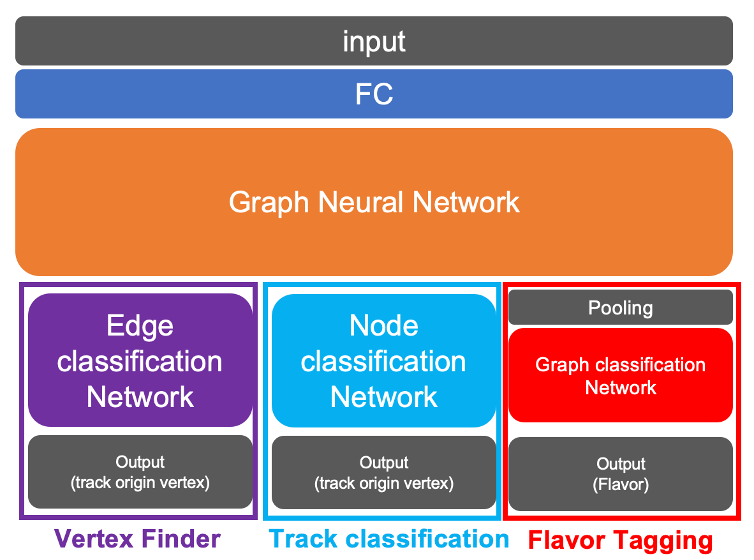 input
FC
Graph Neural Network
Edge
classification
Network
Output
(track origin vertex)
Vertex Finder
Node
classification
Network
Output
(track origin vertex)
Track classification
Pooling
Graph classification
Network
Output
(Flavor)
Flavor Tagging